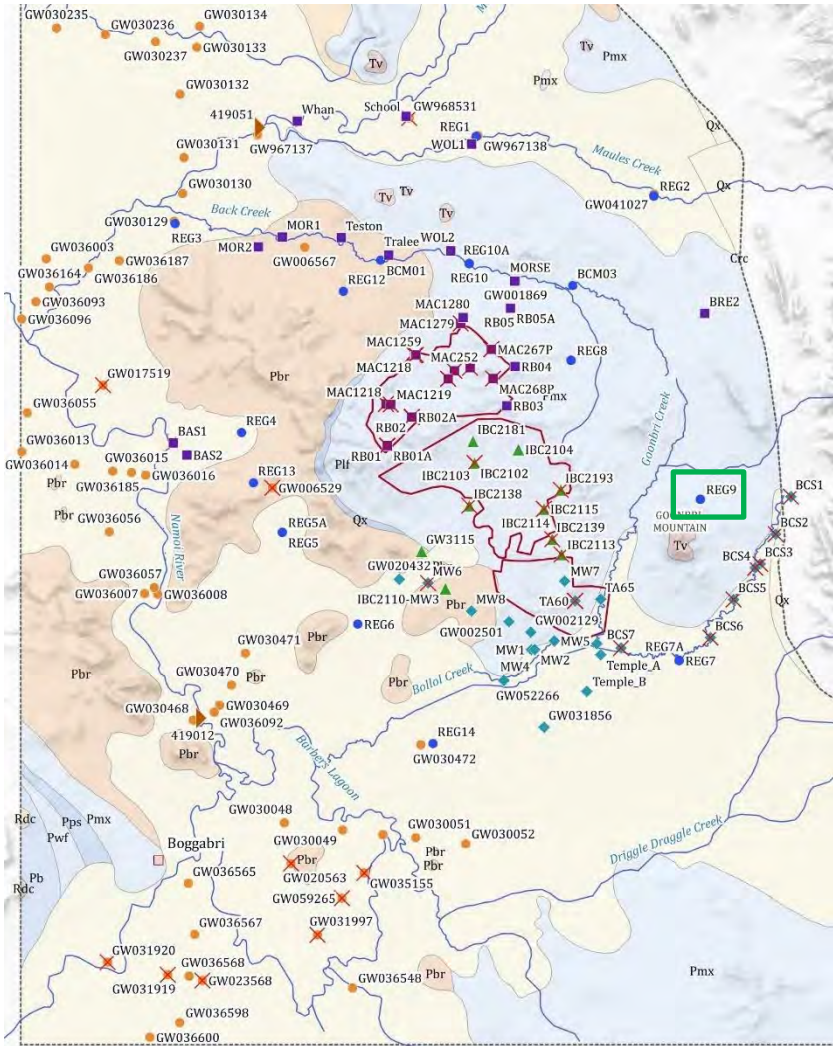 GW030235
GW030236
GW030134
GW030237
GW030133
Tv
Pmx
Tv
Pmx
GW030132
419051
Whan
School
GW968531
REG1
GW967137
WOL1
GW967138
Qx
GW030131
Maules Creek
REG2
Qx
GW041027
GW030130
Tv
Tv
Tv
Back Creek
GW030129
REG3
MOR1
Teston
WOL2
MOR2
Tralee
REG10A
GW036003
GW036187
GW006567
BCM01
REG10
Crc
GW036164
GW036186
REG12
MORSE
BCM03
GW036093
GW001869
BRE2
GW036096
MAC1280
RB05
RB05A
MAC1279
MAC1259
MAC267P
MAC252
REG8
MAC1218
RB04
GW017519
Pbr
MAC268P
MAC1218
MAC1219
Pmx
RB03
GW036055
RB02A
Goonbri Creek
REG4
RB02
BAS1
IBC2181
GW036013
BAS2
RB01
RB01A
IBC2104
GW036015
Plf
GW036014
GW036016
IBC2103
IBC2102
Pbr
GW036185
REG13
IBC2193
GW006529
IBC2138
REG9
BCS1
Pbr
Qx
IBC2115
GOONBRI
MOUNTAIN
GW036056
REG5A
IBC2114
IBC2139
BCS2
Namoi River
REG5
GW3115
IBC2113
Tv
GW020432
MW6
MW7
BCS4
BCS3
GW036057
IBC2110-MW3
Pbr
TA65
BCS5
GW036007
GW036008
MW8
TA60
Qx
REG6
GW002129
GW002501
BCS7
BCS6
GW030471
MW1
MW5
REG7A
Pbr
MW2
Temple_A
REG7
GW030470
Pbr
Bollol Creek
MW4
Pbr
Temple_B
GW052266
GW030468
GW030469
GW036092
GW031856
419012
REG14
Pbr
Barbers Lagoon
GW030472
Rdc
Pps
Pmx
GW030048
Pwf
GW030049
GW030051
GW030052
Boggabri
Pbr
Pbr
Driggle Draggle Creek
Pb
GW020563
Pbr
Rdc
GW036565
GW035155
GW059265
GW036567
GW031997
GW031920
GW036568
GW031919
GW023568
GW036548
Pbr
Pmx
GW036598
GW036600